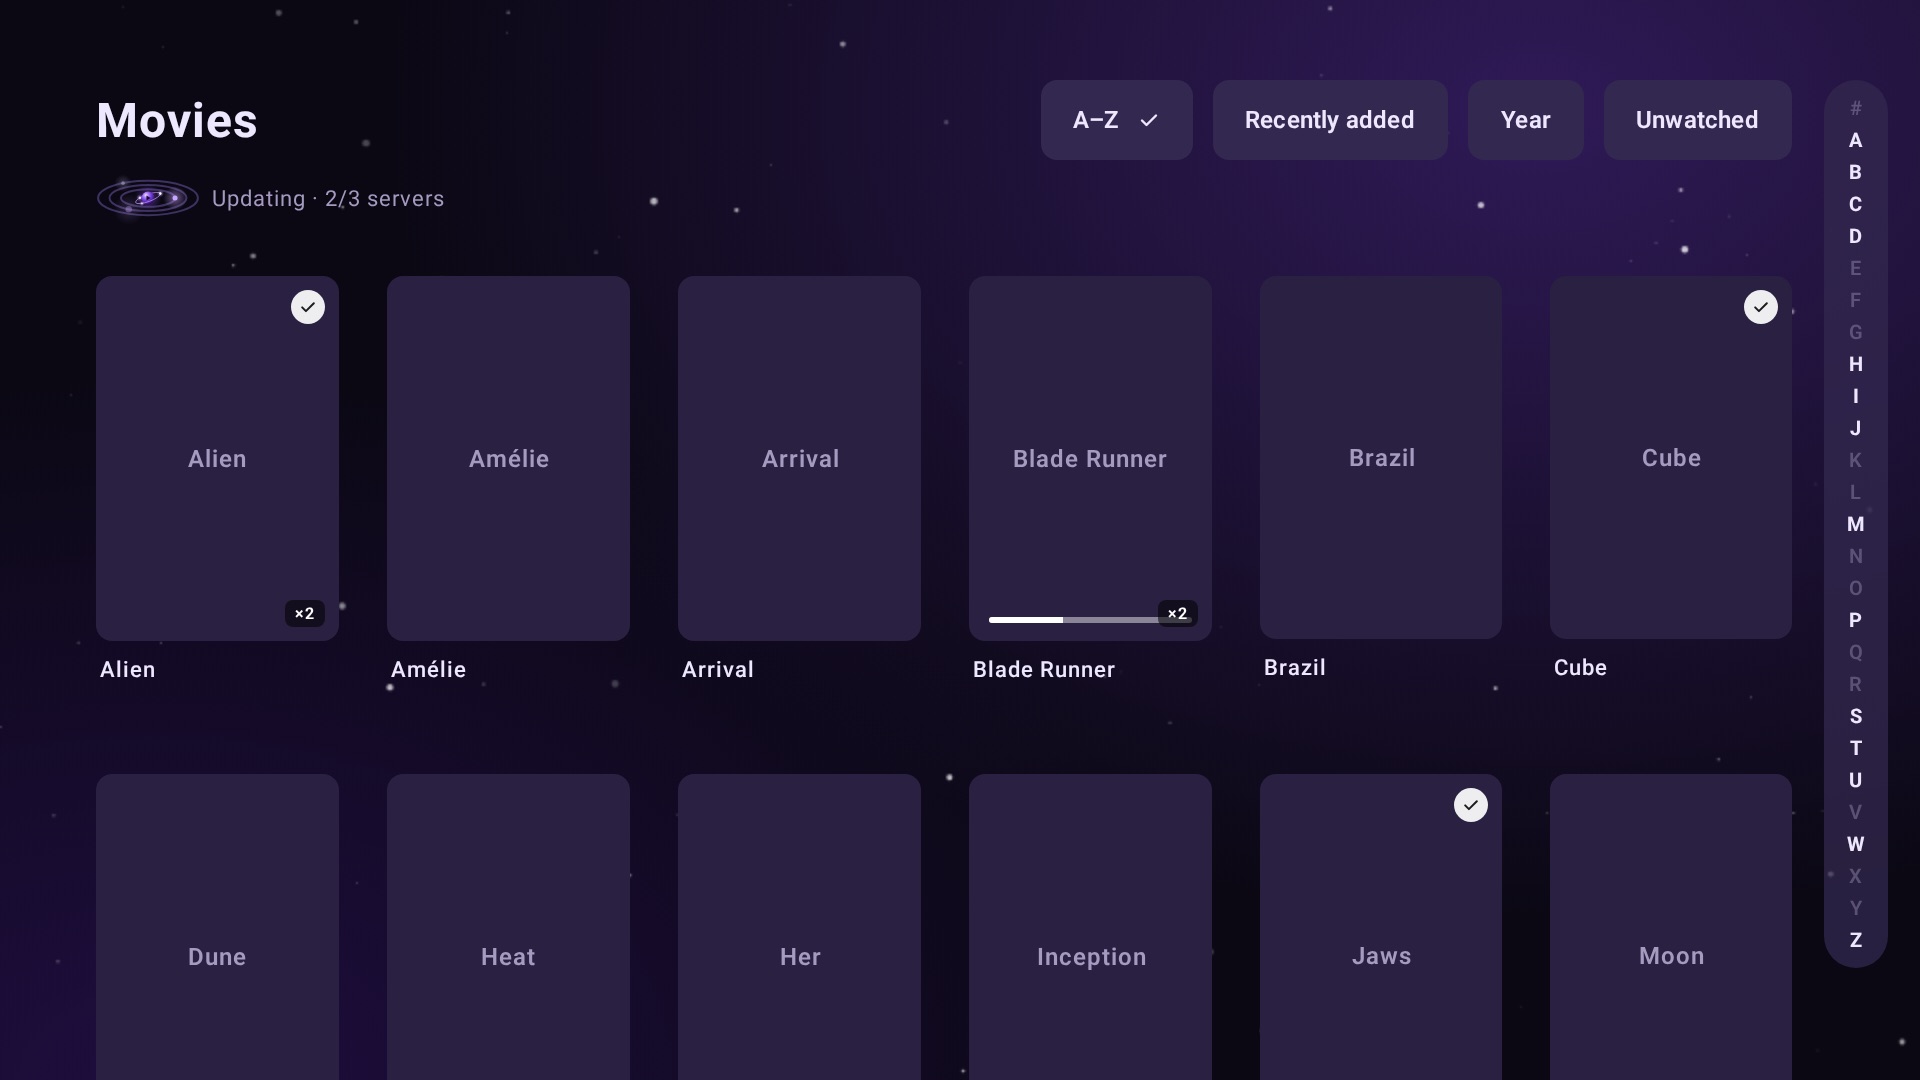 Movies
A–Z
Recently added
Year
Unwatched
Updating · 2/3 servers
Alien
Amélie
Arrival
Blade Runner
Brazil
Cube
×2
×2
Alien
Amélie
Arrival
Blade Runner
Brazil
Cube
Dune
Heat
Her
Inception
Jaws
Moon
#
A
B
C
D
E
F
G
H
I
J
K
L
M
N
O
P
Q
R
S
T
U
V
W
X
Y
Z